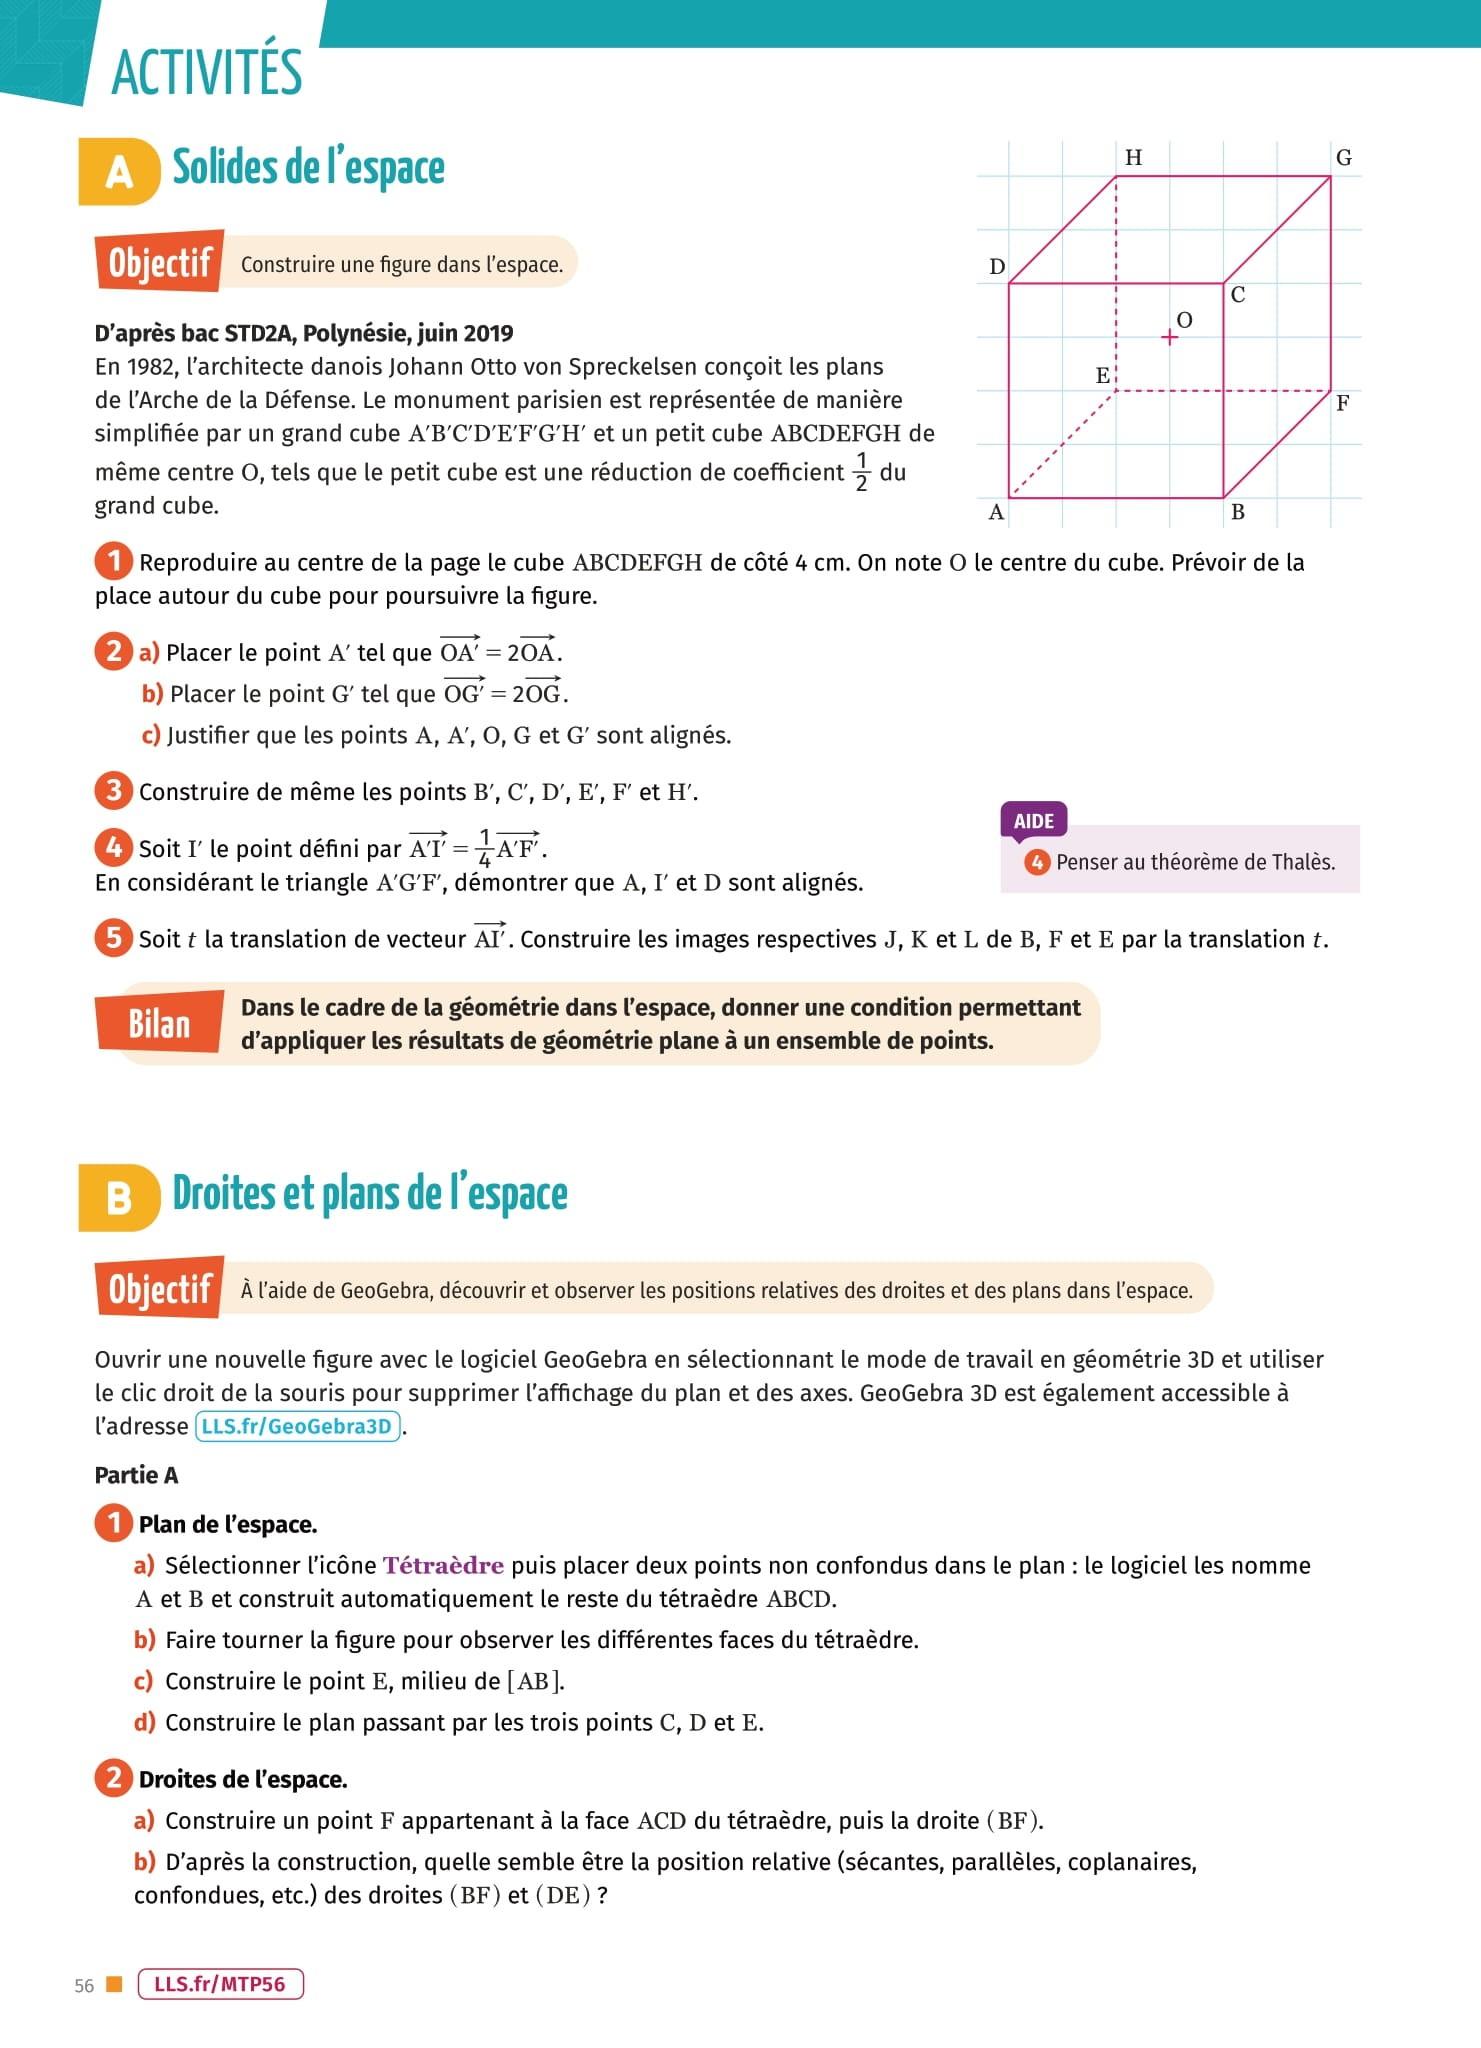 ACTIVITÉS
A Solides de l’espace
Objectif Construire une figure dans l’espace.
D’après bac STD2A, Polynésie, juin 2019
En 1982, l’architecte danois Johann Otto von Spreckelsen conçoit les plans
de l’Arche de la Défense. Le monument parisien est représentée de manière
simplifiée par un grand cube A′B′C′D′E′F′G′H′ et un petit cube ABCDEFGH de
même centre O, tels que le petit cube est une réduction de coefficient 1/2 du
grand cube.
H G
D
C
O
E
F
A B
1 Reproduire au centre de la page le cube ABCDEFGH de côté 4 cm. On note O le centre du cube. Prévoir de la
place autour du cube pour poursuivre la figure.
2 a) Placer le point A′ tel que OA′→ = 2OA→.
b) Placer le point G′ tel que OG′→ = 2OG→.
c) Justifier que les points A, A′, O, G et G′ sont alignés.
3 Construire de même les points B′, C′, D′, E′, F′ et H′.
4 Soit I′ le point défini par A′I′→ = 1/4 A′F′→.
En considérant le triangle A′G′F′, démontrer que A, I′ et D sont alignés.
AIDE
4 Penser au théorème de Thalès.
5 Soit t la translation de vecteur AI′→. Construire les images respectives J, K et L de B, F et E par la translation t.
Bilan
Dans le cadre de la géométrie dans l’espace, donner une condition permettant
d’appliquer les résultats de géométrie plane à un ensemble de points.
B Droites et plans de l’espace
Objectif À l’aide de GeoGebra, découvrir et observer les positions relatives des droites et des plans dans l’espace.
Ouvrir une nouvelle figure avec le logiciel GeoGebra en sélectionnant le mode de travail en géométrie 3D et utiliser
le clic droit de la souris pour supprimer l’affichage du plan et des axes. GeoGebra 3D est également accessible à
l’adresse LLS.fr/GeoGebra3D.
Partie A
1 Plan de l’espace.
a) Sélectionner l’icône Tétraèdre puis placer deux points non confondus dans le plan : le logiciel les nomme
A et B et construit automatiquement le reste du tétraèdre ABCD.
b) Faire tourner la figure pour observer les différentes faces du tétraèdre.
c) Construire le point E, milieu de [AB].
d) Construire le plan passant par les trois points C, D et E.
2 Droites de l’espace.
a) Construire un point F appartenant à la face ACD du tétraèdre, puis la droite (BF).
b) D’après la construction, quelle semble être la position relative (sécantes, parallèles, coplanaires,
confondues, etc.) des droites (BF) et (DE) ?
56 LLS.fr/MTP56